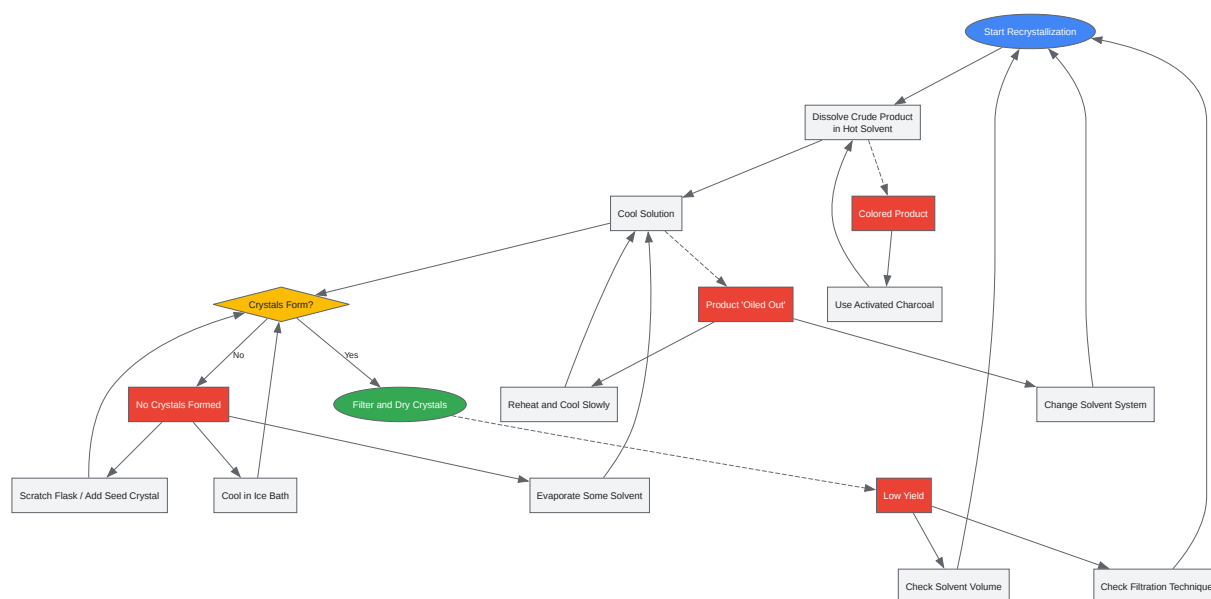 Start Recrystallization
Dissolve Crude Product
in Hot Solvent
Cool Solution
Colored Product
Crystals Form?
Product 'Oiled Out'
Use Activated Charcoal
No
Yes
No Crystals Formed
Filter and Dry Crystals
Reheat and Cool Slowly
Change Solvent System
Scratch Flask / Add Seed Crystal
Cool in Ice Bath
Evaporate Some Solvent
Low Yield
Check Solvent Volume
Check Filtration Technique